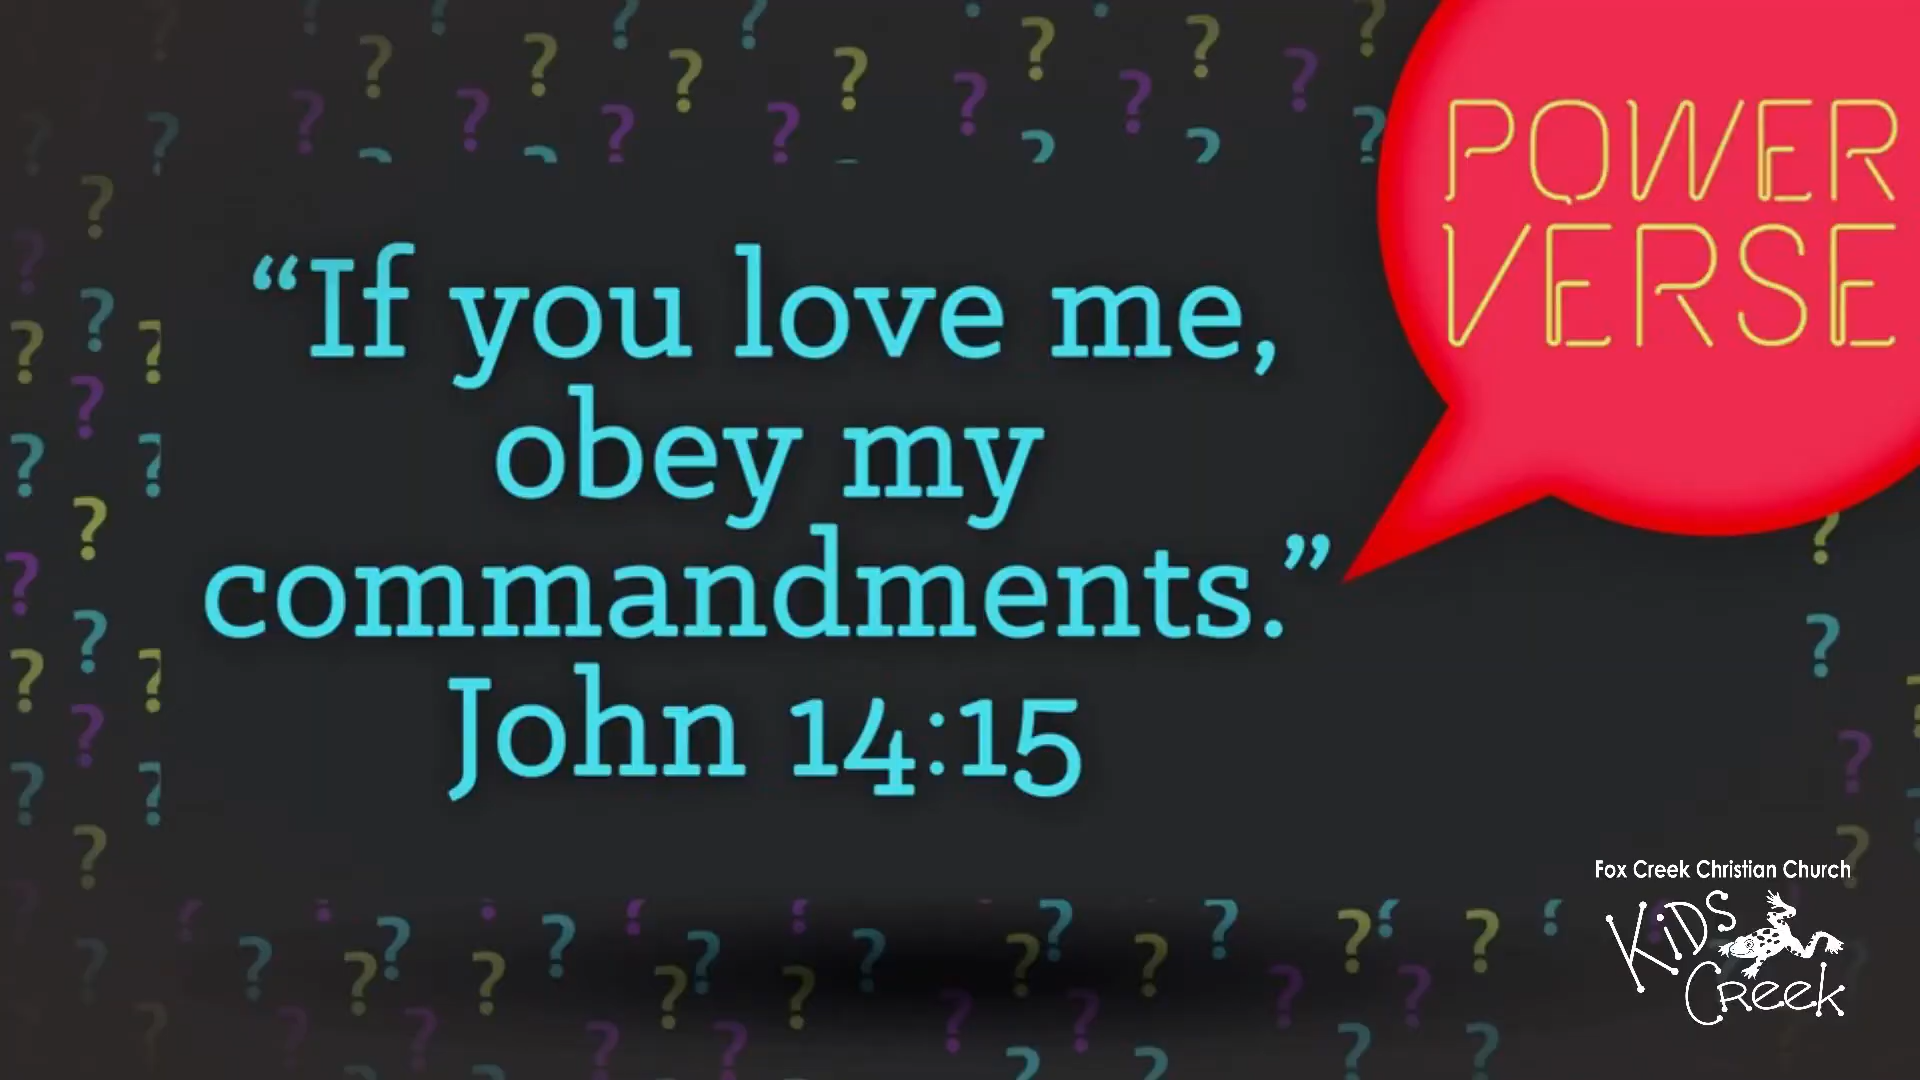 “If you love me,
obey my
commandments.”
John 14:15
POWER
VERSE
Fox Creek Christian Church
KiDS
CReek